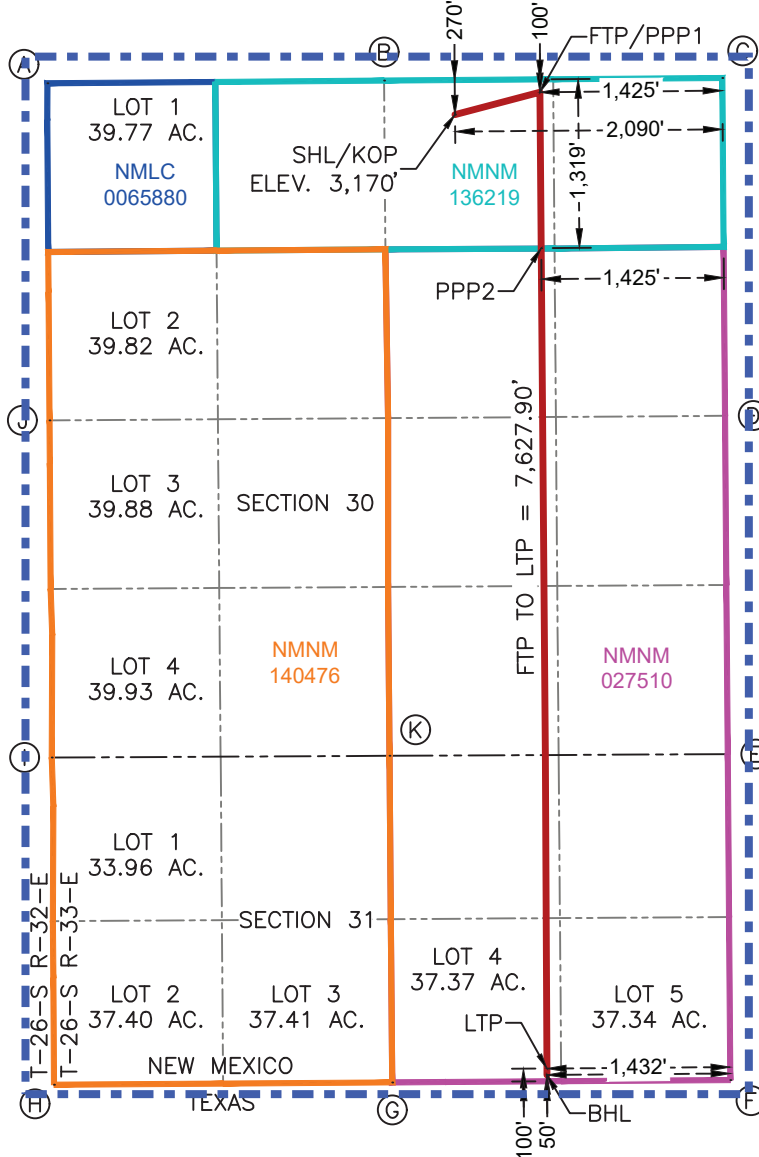 270'
100'
FTP/PPP1
A
B
C
LOT 1
39.77 AC.
1,425'
2,090'
SHL/KOP
ELEV. 3,170'
NMLC
0065880
NMNM
136219
1,319'
PPP2
1,425'
LOT 2
39.82 AC.
J
D
FTP TO LTP = 7,627.90'
LOT 3
39.88 AC.
SECTION 30
LOT 4
39.93 AC.
NMNM
140476
NMNM
027510
K
I
E
LOT 1
33.96 AC.
T-26-S R-32-E
T-26-S R-33-E
SECTION 31
LOT 4
37.37 AC.
LOT 2
37.40 AC.
LOT 3
37.41 AC.
LOT 5
37.34 AC.
LTP
NEW MEXICO
1,432'
TEXAS
H
G
F
BHL
100'
50'